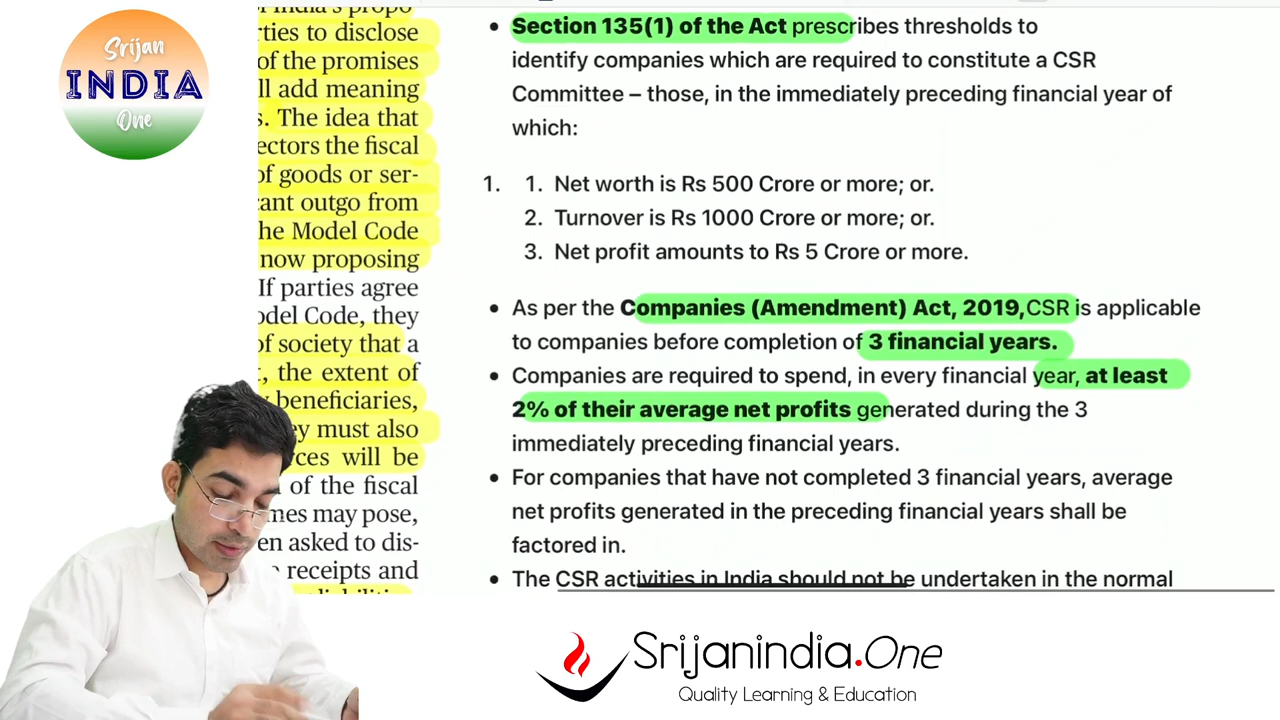 Srijan
INDIA
One
rties to disclose
of the promises
ll add meaning
s. The idea that
ectors the fiscal
of goods or ser-
cant outgo from
he Model Code
now proposing
If parties agree
odel Code, they
of society that a
t, the extent of
beneficiaries,
ey must also
rces will be
of the fiscal
mes may pose,
en asked to dis-
receipts and
• Section 135(1) of the Act prescribes thresholds to
identify companies which are required to constitute a CSR
Committee – those, in the immediately preceding financial year of
which:
1. 1. Net worth is Rs 500 Crore or more; or.
2. Turnover is Rs 1000 Crore or more; or.
3. Net profit amounts to Rs 5 Crore or more.
• As per the Companies (Amendment) Act, 2019,CSR is applicable
to companies before completion of 3 financial years.
• Companies are required to spend, in every financial year, at least
2% of their average net profits generated during the 3
immediately preceding financial years.
• For companies that have not completed 3 financial years, average
net profits generated in the preceding financial years shall be
factored in.
• The CSR activities in India should not be undertaken in the normal
Srijanindia.One
Quality Learning & Education